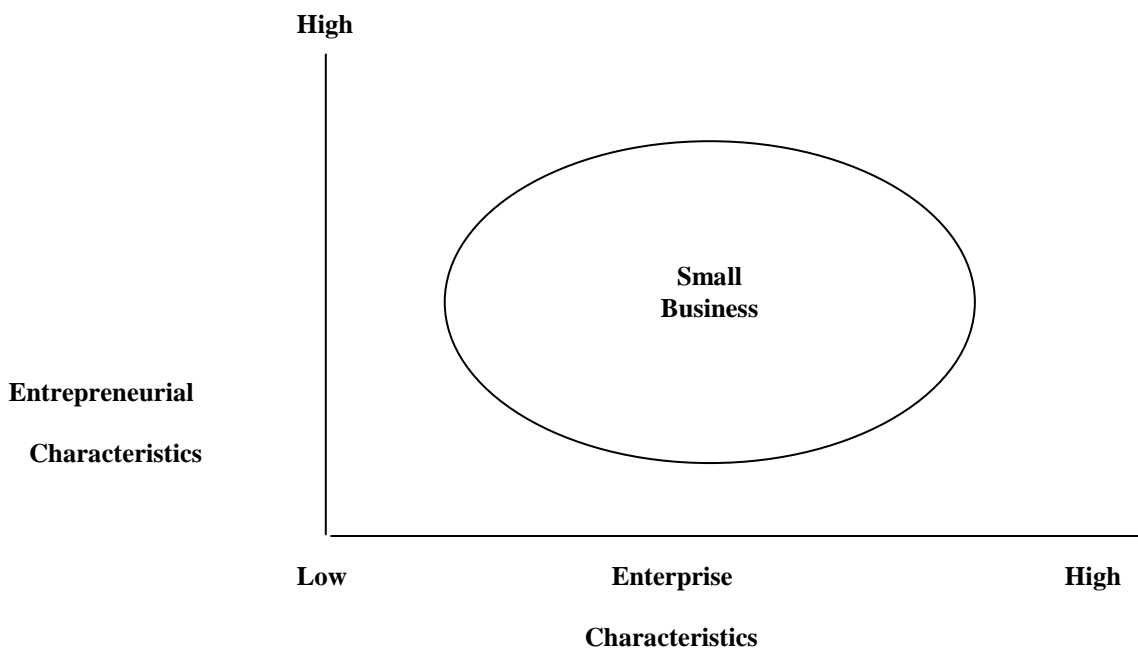 High
Small
Business
Entrepreneurial
Characteristics
Low Enterprise High
Characteristics